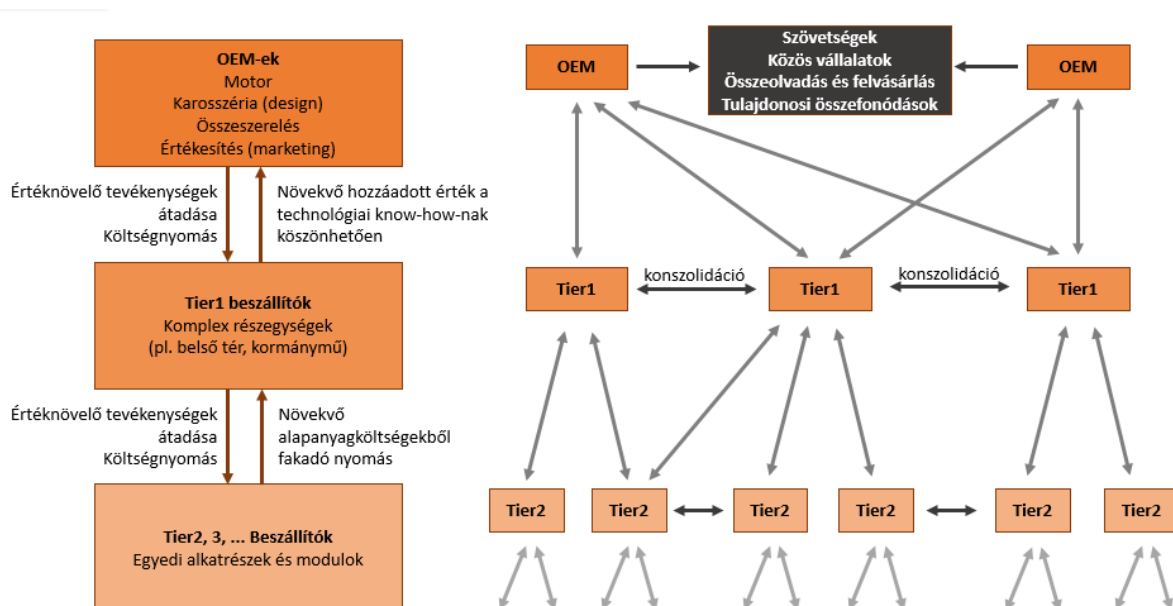 OEM-ek
Motor
Karosszéria (design)
Összeszerelés
Értékesítés (marketing)
Értéknövelő tevékenységek
átadása
Költségnyomás
Növekvő hozzáadott érték a
technológiai know-how-nak
köszönhetően
Tier1 beszállítók
Komplex részegységek
(pl. belső tér, kormánymű)
Értéknövelő tevékenységek
átadása
Költségnyomás
Növekvő
alapanyagköltségekből
fakadó nyomás
Tier2, 3, ... Beszállítók
Egyedi alkatrészek és modulok
OEM
Szövetségek
Közös vállalatok
Összeolvadás és felvásárlás
Tulajdonosi összefonódások
OEM
Tier1
konszolidáció
Tier1
konszolidáció
Tier1
Tier2
Tier2
Tier2
Tier2
Tier2
Tier2